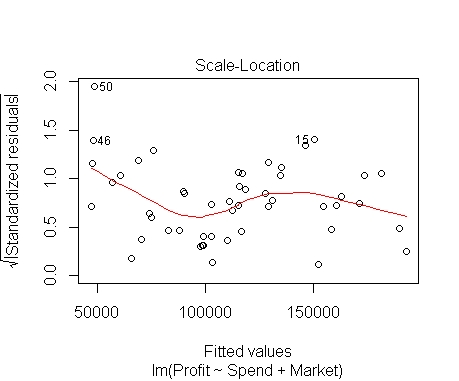 Scale-Location
√|Standardized residuals|
2.0
1.5
1.0
0.5
0.0
50
46
15
50000
100000
150000
Fitted values
lm(Profit ~ Spend + Market)